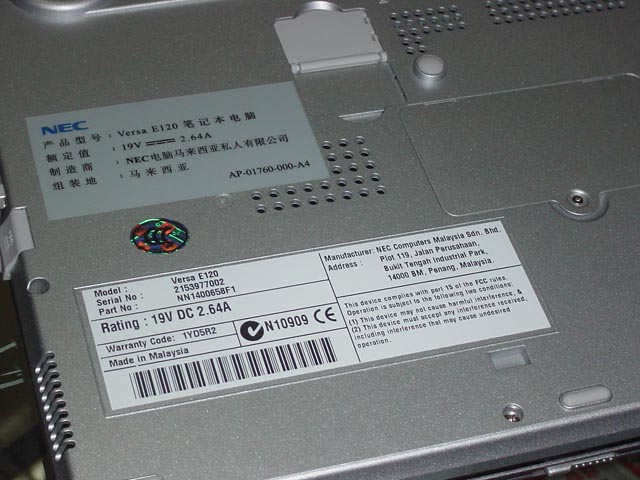 NEC
产品型号：Versa E120 笔记本电脑
额定值：19V 2.64A
制造商：NEC电脑马来西亚私人有限公司
组装地：马来西亚
AP-01760-000-A4
Model : Versa E120
Serial No : 2153977002
Part No : NN1400658F1
Rating : 19V DC 2.64A
Warranty Code: 1YD5R2
Made in Malaysia
N10909 CE
Manufacturer: NEC Computers Malaysia Sdn. Bhd.
Address : Plot 119, Jalan Perusahaan,
Bukit Tengah Industrial Park,
14000 BM, Penang, Malaysia.
This device complies with part 15 of the FCC rules.
Operation is subject to the following two conditions:
(1) This device may not cause harmful interference, &
(2) This device must accept any interference received,
including interference that may cause undesired
operation.